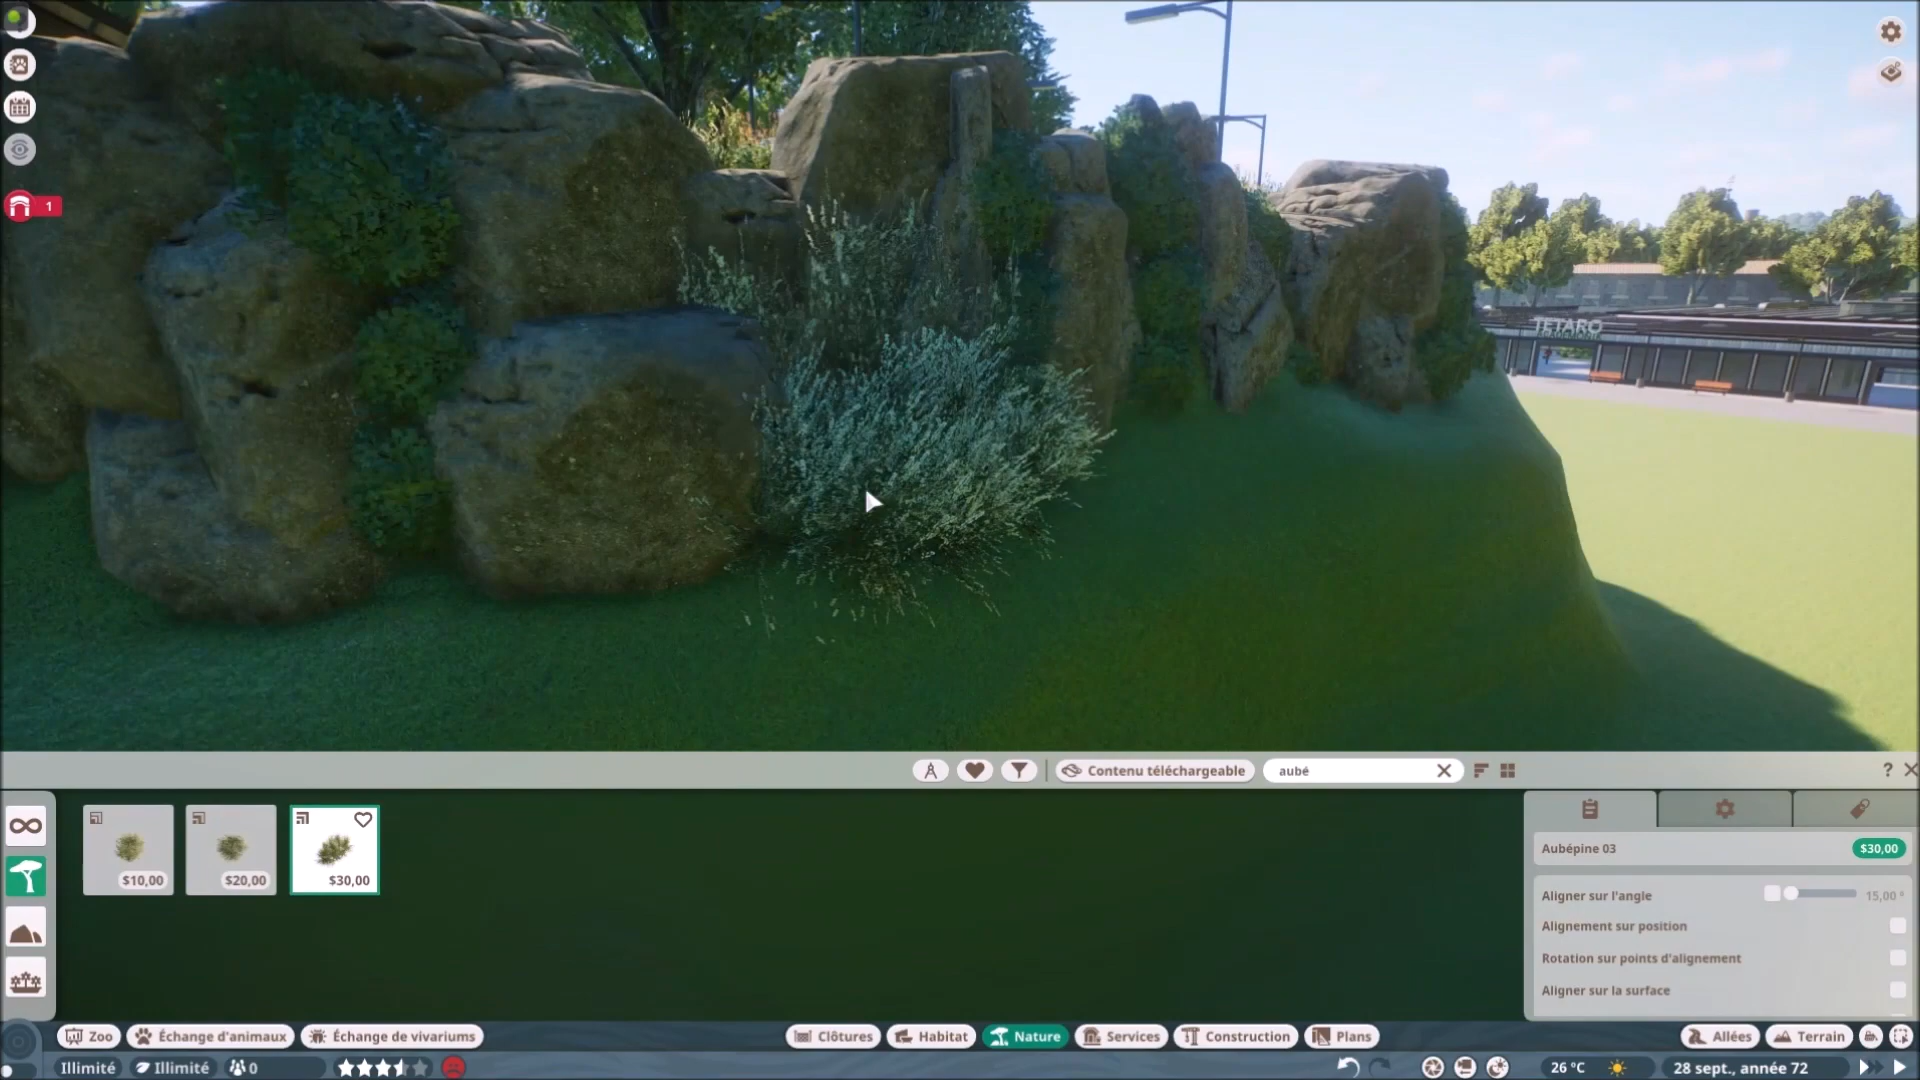 1
TETARO
Contenu téléchargeable
aubé
?
$10,00
$20,00
$30,00
Aubépine 03
$30,00
Aligner sur l'angle
15,00 °
Alignement sur position
Rotation sur points d'alignement
Aligner sur la surface
Zoo
Échange d'animaux
Échange de vivariums
Clôtures
Habitat
Nature
Services
Construction
Plans
Allées
Terrain
Illimité
Illimité
0
26 °C
28 sept., année 72